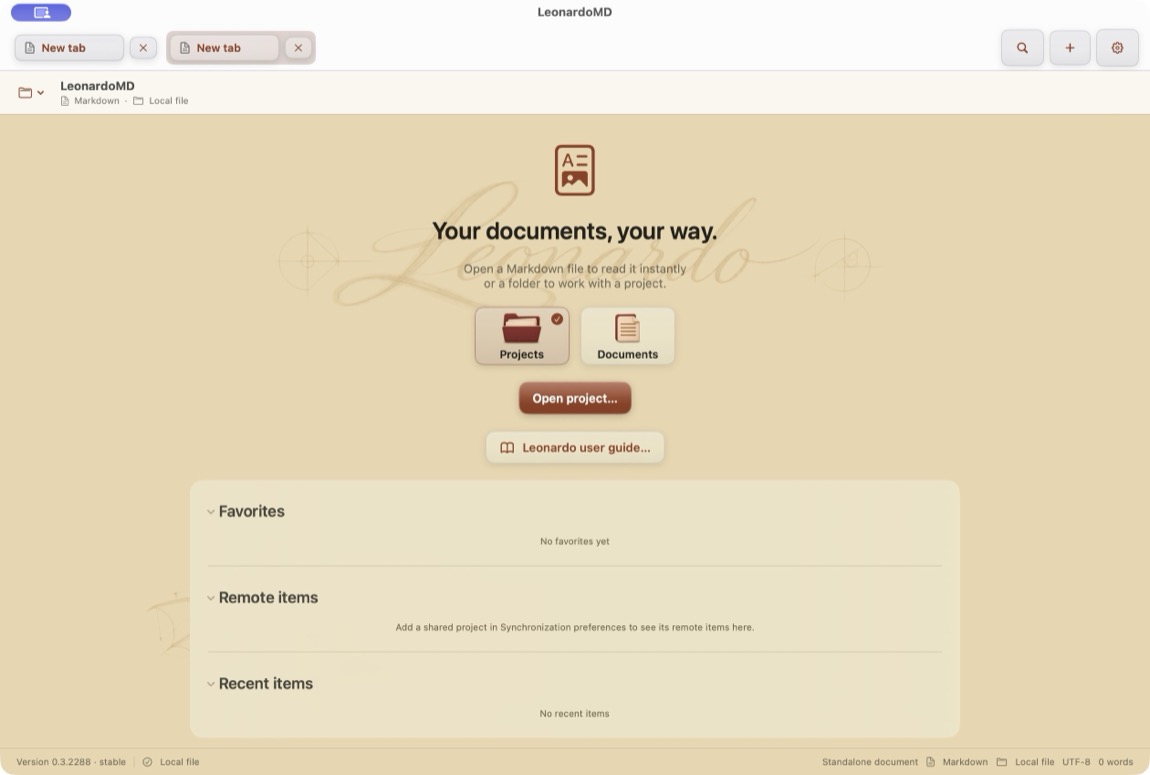 LeonardoMD
New tab
New tab
LeonardoMD
Markdown · Local file
A
Leonardo
Your documents, your way.
Open a Markdown file to read it instantly
or a folder to work with a project.
Projects
Documents
Open project...
Leonardo user guide...
Favorites
No favorites yet
Remote items
Add a shared project in Synchronization preferences to see its remote items here.
Recent items
No recent items
Version 0.3.2288 · stable
Local file
Standalone document
Markdown
Local file
UTF-8
0 words